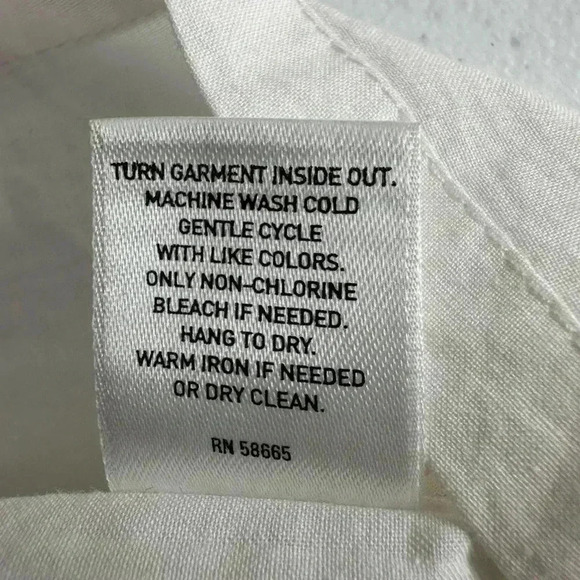 TURN GARMENT INSIDE OUT.
MACHINE WASH COLD
GENTLE CYCLE
WITH LIKE COLORS.
ONLY NON-CHLORINE
BLEACH IF NEEDED.
HANG TO DRY.
WARM IRON IF NEEDED
OR DRY CLEAN.
RN 58665